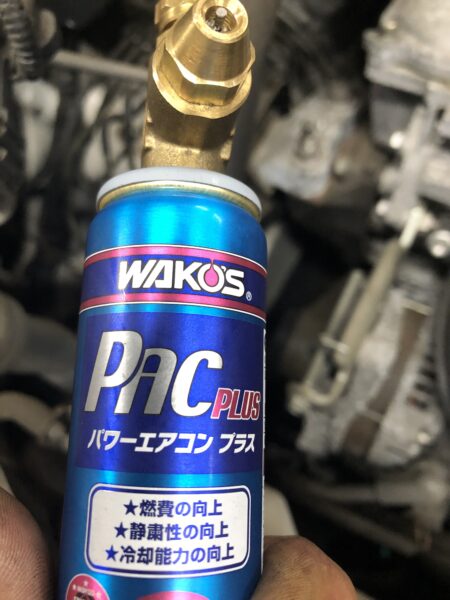 WAKO'S®
PAC PLUS
パワーエアコン プラス
★燃費の向上
★静粛性の向上
★冷却能力の向上